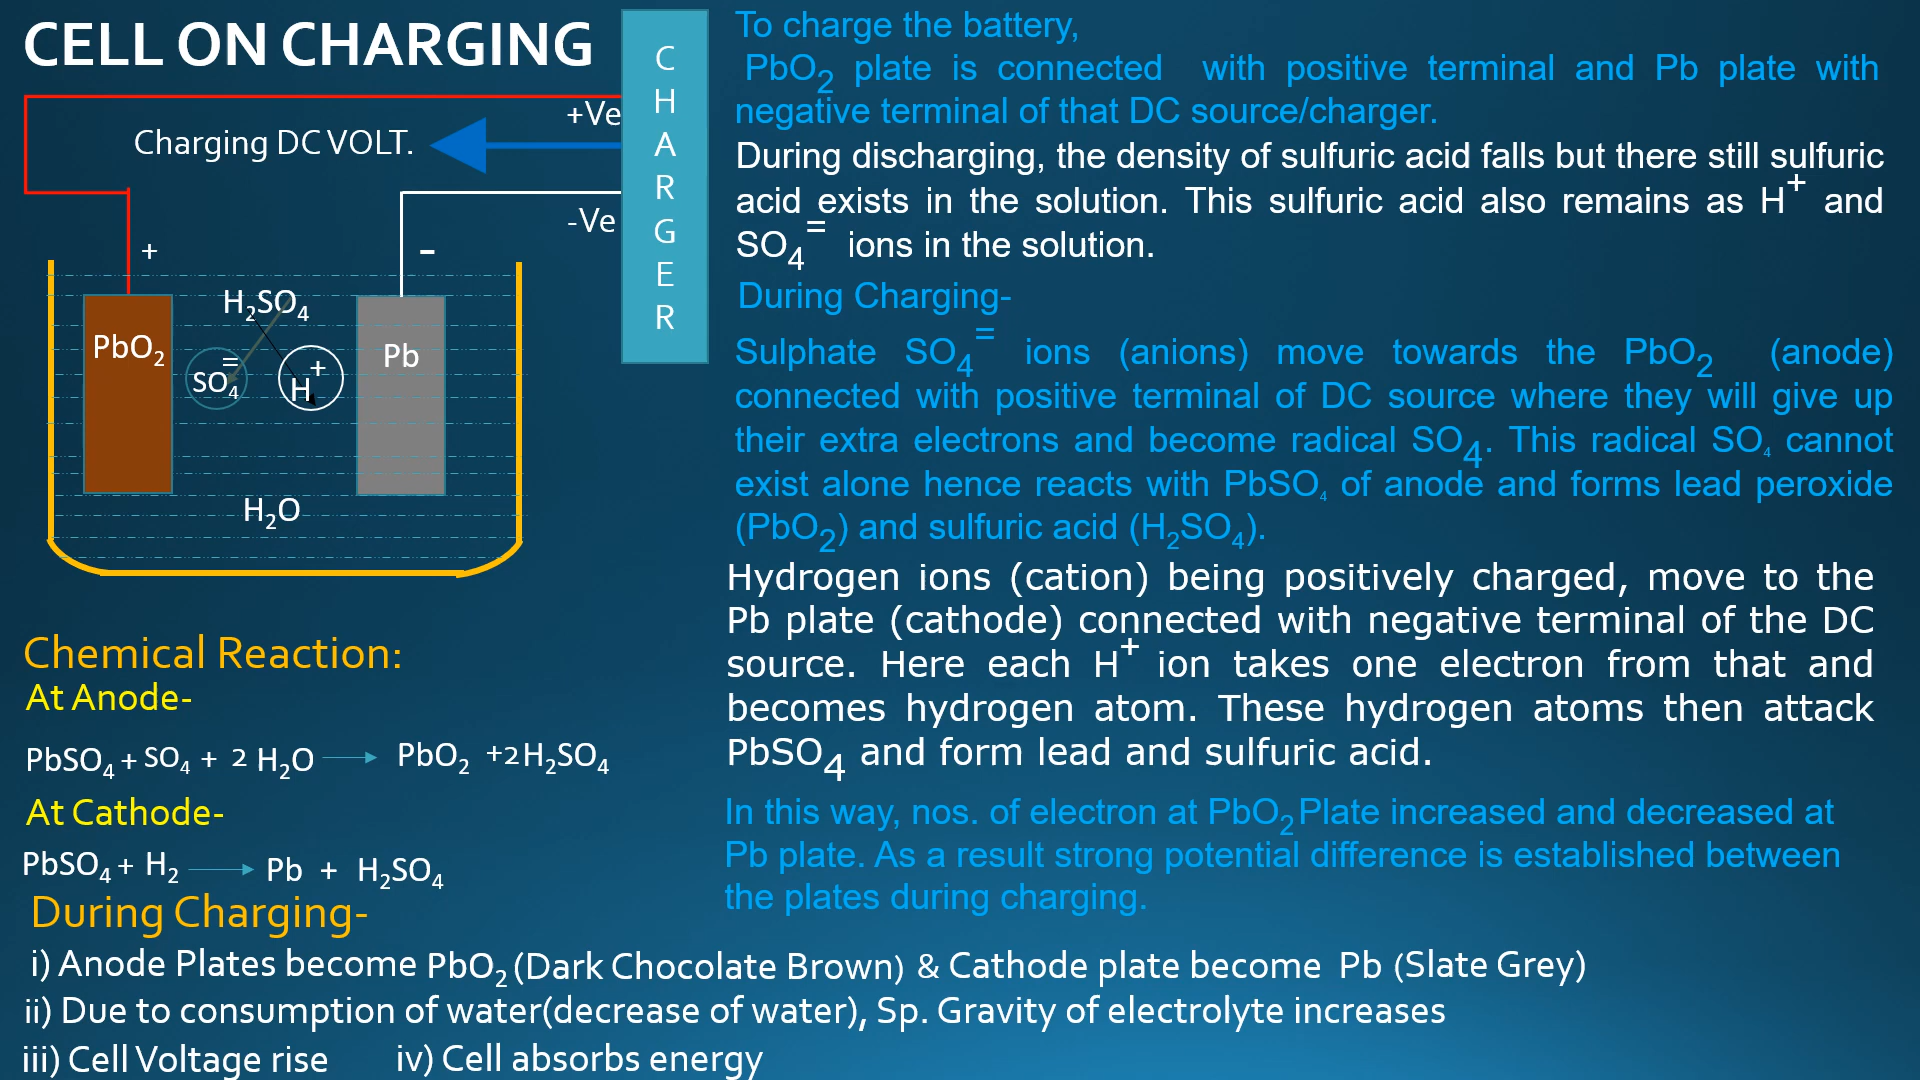 CELL ON CHARGING
CHARGER
+Ve
Charging DC VOLT.
-Ve
+
-
H₂SO₄
PbO₂
SO₄⁼
H⁺
Pb
H₂O
Chemical Reaction:
At Anode-
PbSO₄ + SO₄ + 2 H₂O → PbO₂ +2 H₂SO₄
At Cathode-
PbSO₄ + H₂ → Pb + H₂SO₄
To charge the battery,
PbO₂ plate is connected with positive terminal and Pb plate with
negative terminal of that DC source/charger.
During discharging, the density of sulfuric acid falls but there still sulfuric
acid exists in the solution. This sulfuric acid also remains as H⁺ and
SO₄⁼ ions in the solution.
During Charging-
Sulphate SO₄⁼ ions (anions) move towards the PbO₂ (anode)
connected with positive terminal of DC source where they will give up
their extra electrons and become radical SO₄. This radical SO₄ cannot
exist alone hence reacts with PbSO₄ of anode and forms lead peroxide
(PbO₂) and sulfuric acid (H₂SO₄).
Hydrogen ions (cation) being positively charged, move to the
Pb plate (cathode) connected with negative terminal of the DC
source. Here each H⁺ ion takes one electron from that and
becomes hydrogen atom. These hydrogen atoms then attack
PbSO₄ and form lead and sulfuric acid.
In this way, nos. of electron at PbO₂ Plate increased and decreased at
Pb plate. As a result strong potential difference is established between
the plates during charging.
During Charging-
i) Anode Plates become PbO₂ (Dark Chocolate Brown) & Cathode plate become Pb (Slate Grey)
ii) Due to consumption of water(decrease of water), Sp. Gravity of electrolyte increases
iii) Cell Voltage rise iv) Cell absorbs energy